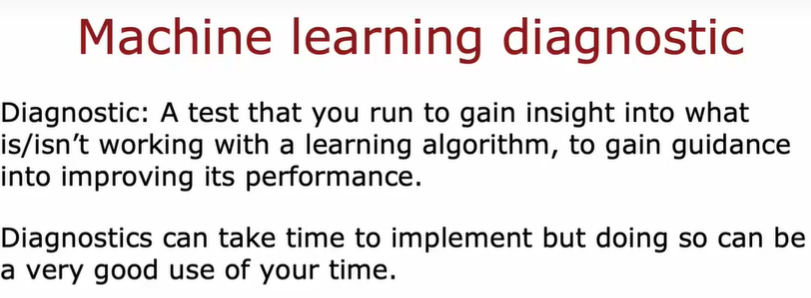 Machine learning diagnostic
Diagnostic: A test that you run to gain insight into what
is/isn’t working with a learning algorithm, to gain guidance
into improving its performance.
Diagnostics can take time to implement but doing so can be
a very good use of your time.